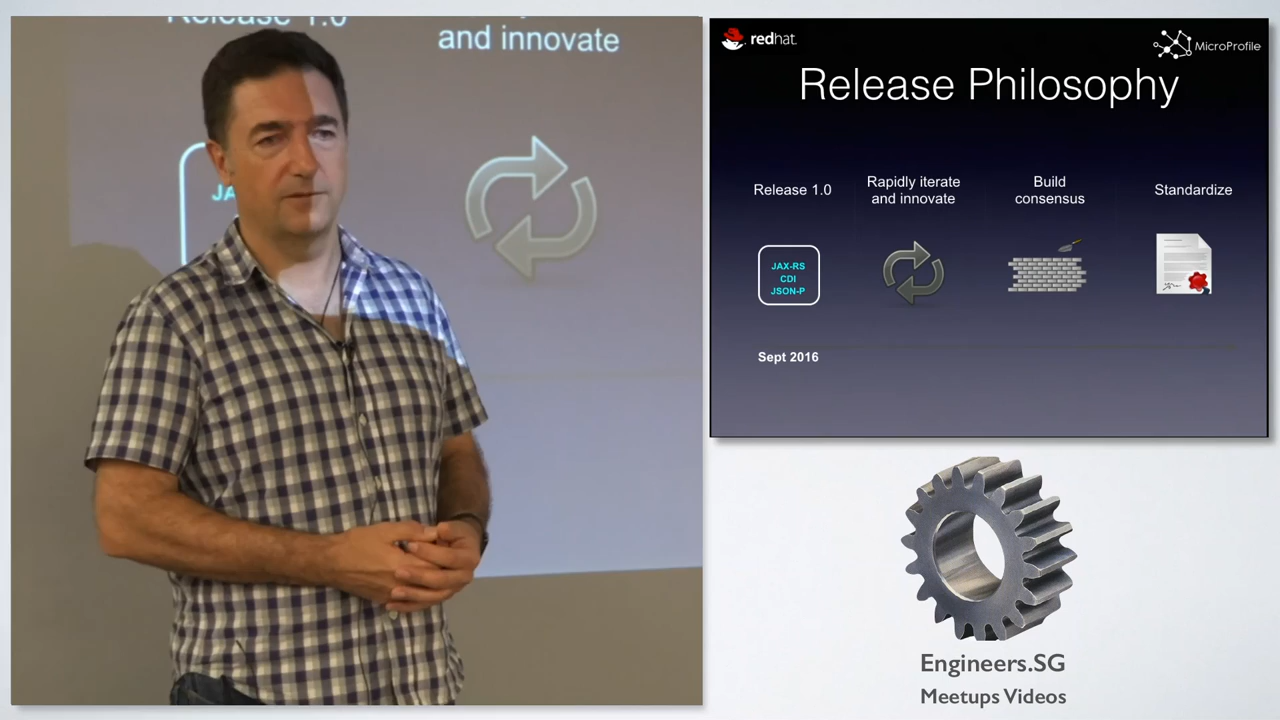 Release 1.0
and innovate
JA
redhat.
MicroProfile
Release Philosophy
Release 1.0
Rapidly iterate
and innovate
Build
consensus
Standardize
JAX-RS
CDI
JSON-P
Sept 2016
Engineers.SG
Meetups Videos